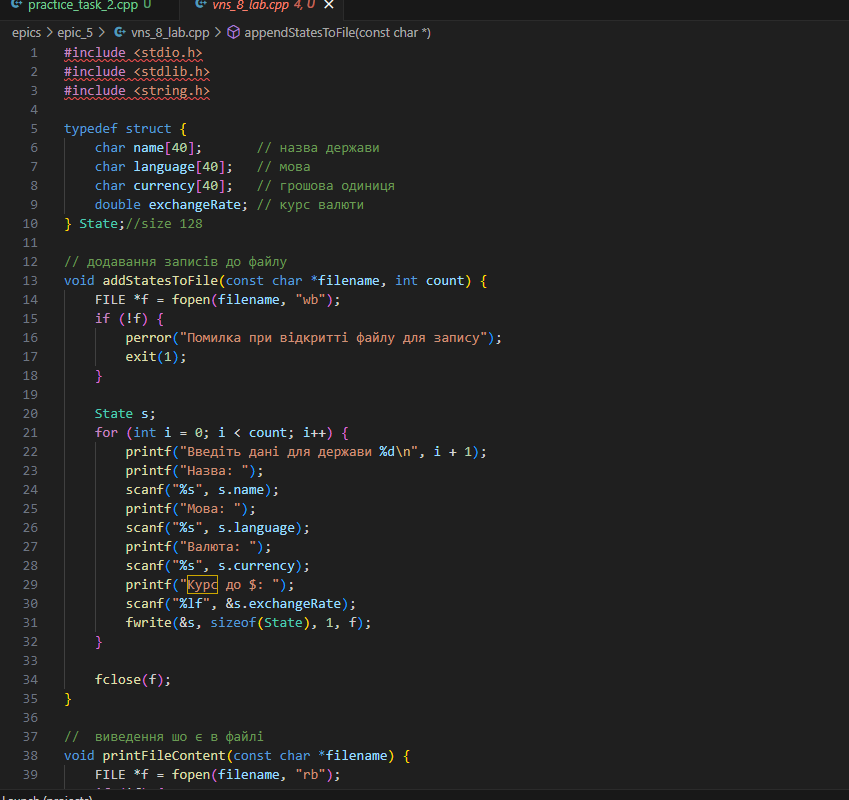 practice_task_2.cpp U
vns_8_lab.cpp 4, U
epics > epic_5 > vns_8_lab.cpp > appendStatesToFile(const char *)
1 #include <stdio.h>
2 #include <stdlib.h>
3 #include <string.h>
4
5 typedef struct {
6 char name[40]; // назва держави
7 char language[40]; // мова
8 char currency[40]; // грошова одиниця
9 double exchangeRate; // курс валюти
10 } State;//size 128
11
12 // додавання записів до файлу
13 void addStatesToFile(const char *filename, int count) {
14 FILE *f = fopen(filename, "wb");
15 if (!f) {
16 perror("Помилка при відкритті файлу для запису");
17 exit(1);
18 }
19
20 State s;
21 for (int i = 0; i < count; i++) {
22 printf("Введіть дані для держави %d\n", i + 1);
23 printf("Назва: ");
24 scanf("%s", s.name);
25 printf("Мова: ");
26 scanf("%s", s.language);
27 printf("Валюта: ");
28 scanf("%s", s.currency);
29 printf("Курс до $: ");
30 scanf("%lf", &s.exchangeRate);
31 fwrite(&s, sizeof(State), 1, f);
32 }
33
34 fclose(f);
35 }
36
37 // виведення шо є в файлі
38 void printFileContent(const char *filename) {
39 FILE *f = fopen(filename, "rb");